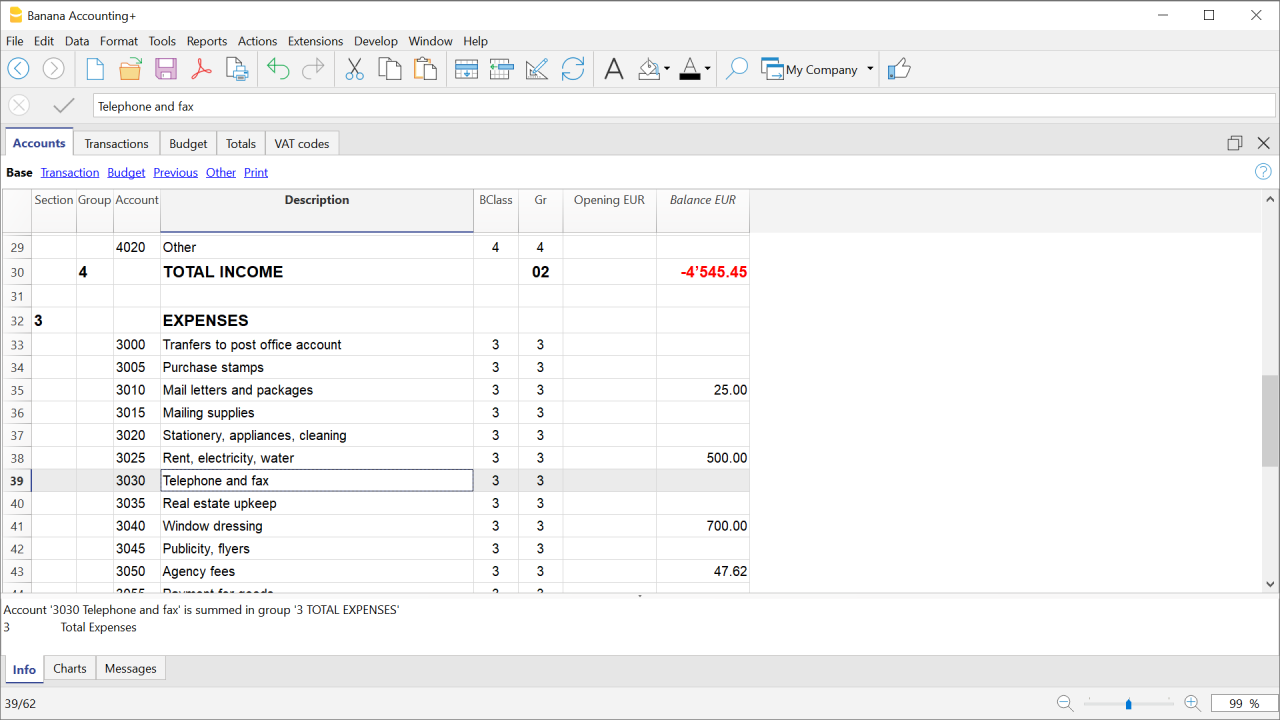 Banana Accounting+
File Edit Data Format Tools Reports Actions Extensions Develop Window Help
My Company
Telephone and fax
Accounts Transactions Budget Totals VAT codes
Base Transaction Budget Previous Other Print
Section Group Account Description BClass Gr Opening EUR Balance EUR
29 4020 Other 4 4
30 4 TOTAL INCOME 02 -4’545.45
31
32 3 EXPENSES
33 3000 Tranfers to post office account 3 3
34 3005 Purchase stamps 3 3
35 3010 Mail letters and packages 3 3 25.00
36 3015 Mailing supplies 3 3
37 3020 Stationery, appliances, cleaning 3 3
38 3025 Rent, electricity, water 3 3 500.00
39 3030 Telephone and fax 3 3
40 3035 Real estate upkeep 3 3
41 3040 Window dressing 3 3 700.00
42 3045 Publicity, flyers 3 3
43 3050 Agency fees 3 3 47.62
44 3055 Payment for goods 3 3
Account '3030 Telephone and fax' is summed in group '3 TOTAL EXPENSES'
3 Total Expenses
Info Charts Messages
39/62 99 %